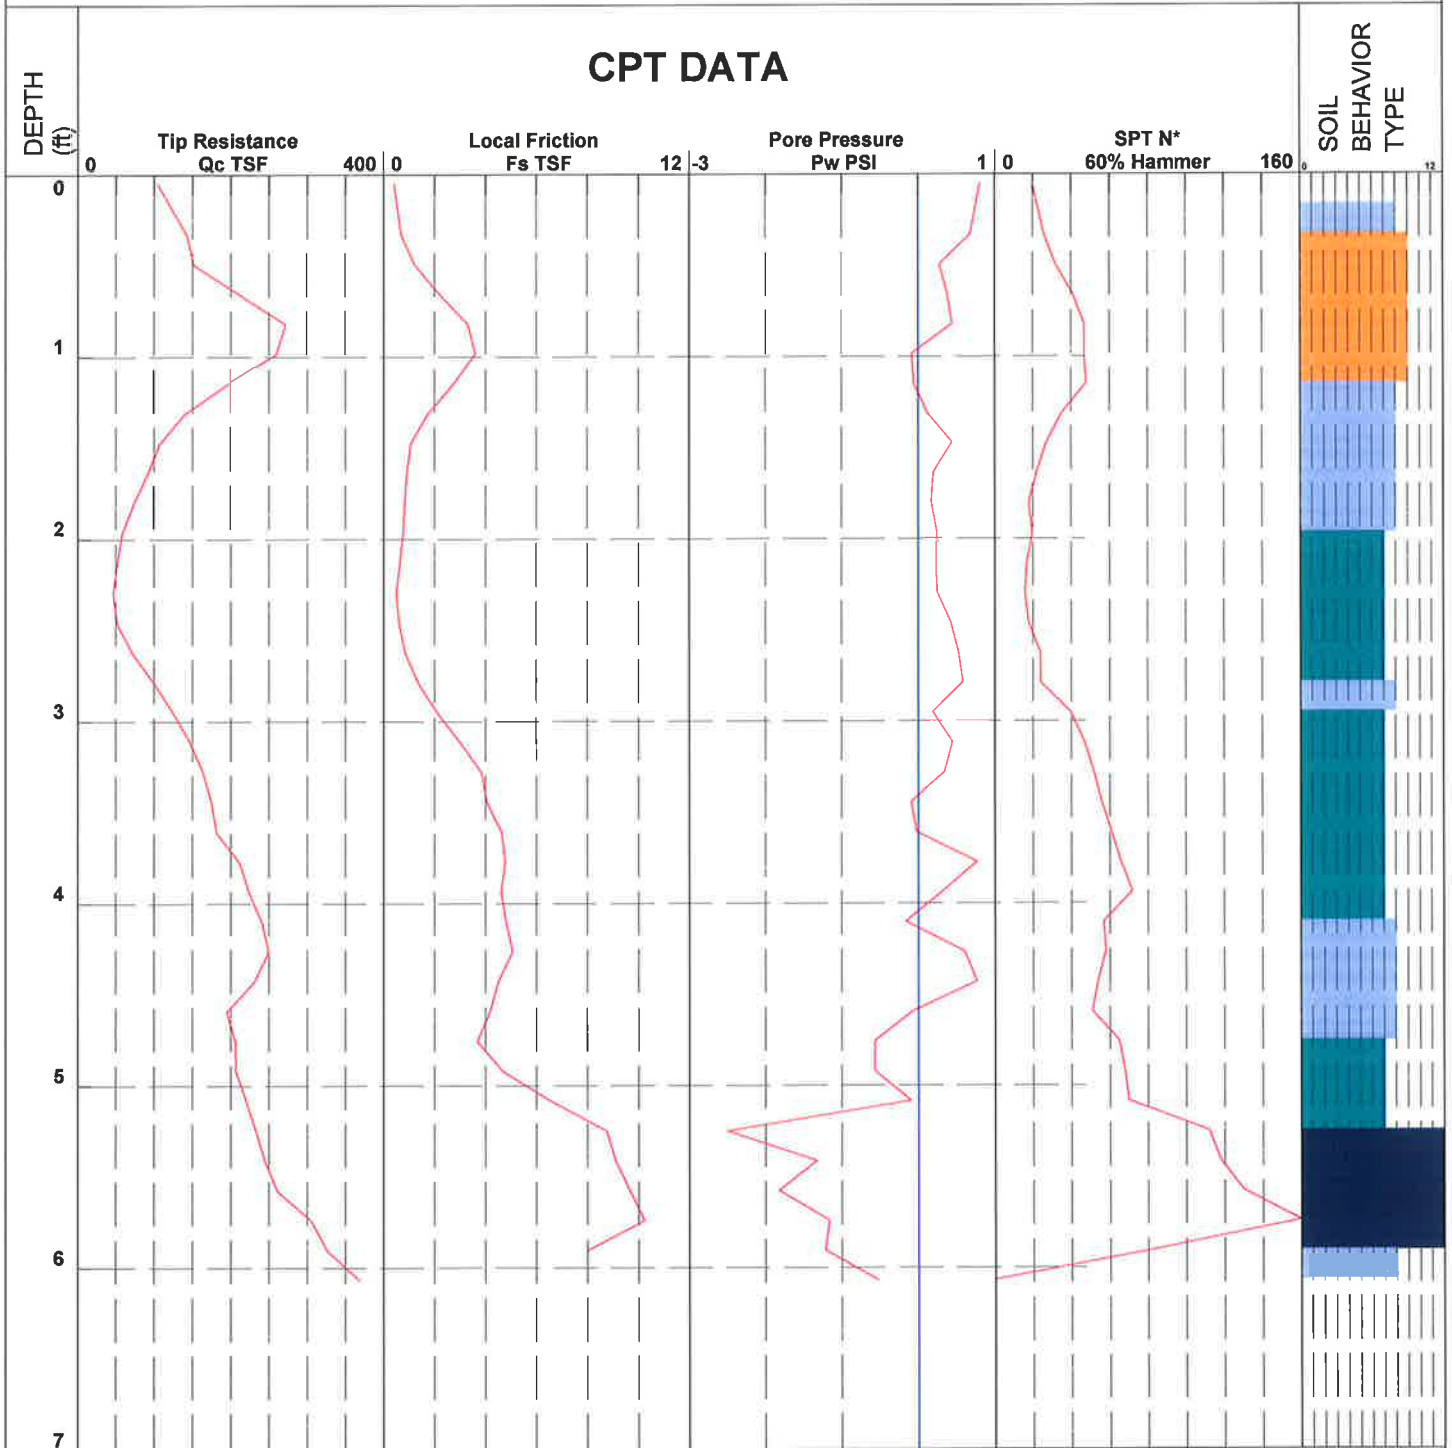 CPT DATA
DEPTH
(ft)
Tip Resistance
0 Qc TSF 400
Local Friction
0 Fs TSF 12
Pore Pressure
-3 Pw PSI 1
SPT N*
0 60% Hammer 160
SOIL
BEHAVIOR
TYPE
0 12
0
1
2
3
4
5
6
7